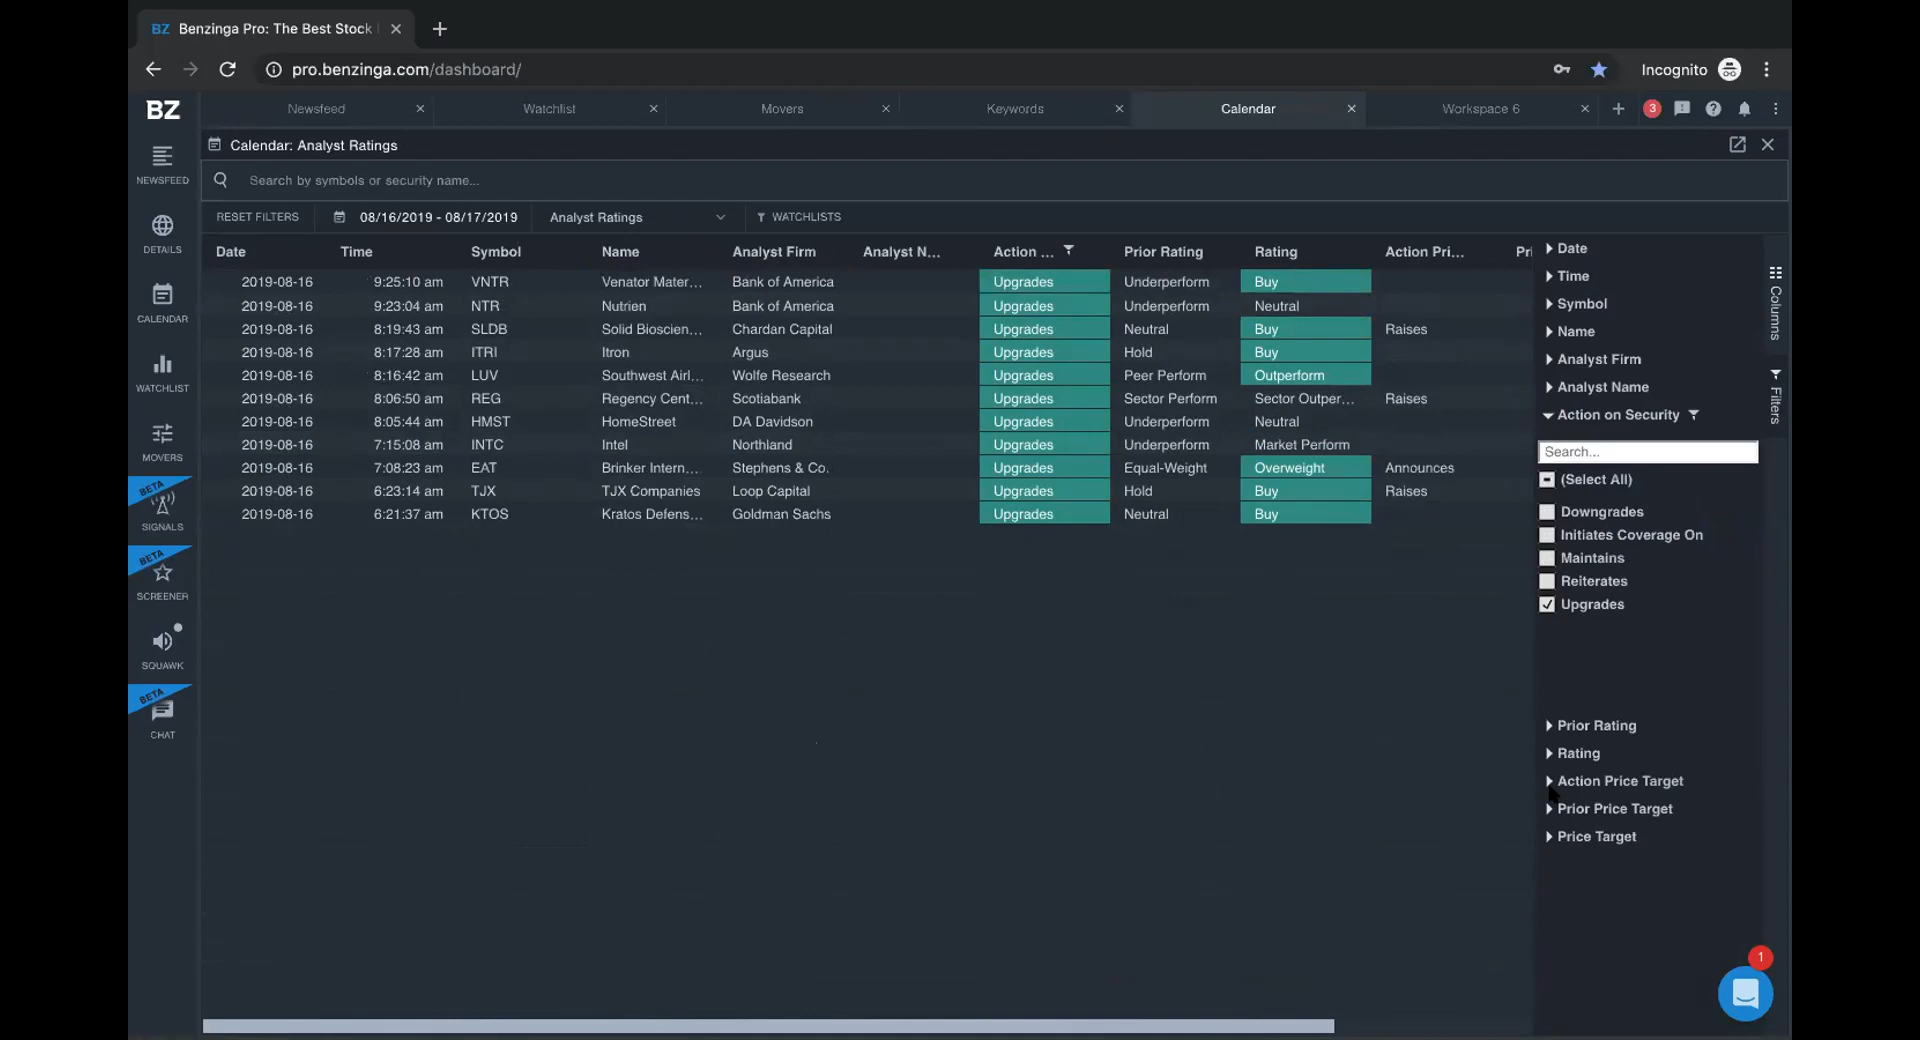 BZ Benzinga Pro: The Best Stock
pro.benzinga.com/dashboard/
Incognito
BZ
Newsfeed
Watchlist
Movers
Keywords
Calendar
Workspace 6
3
NEWSFEED
DETAILS
CALENDAR
WATCHLIST
MOVERS
BETA
SIGNALS
BETA
SCREENER
SQUAWK
BETA
CHAT
Calendar: Analyst Ratings
Search by symbols or security name...
RESET FILTERS 08/16/2019 - 08/17/2019 Analyst Ratings WATCHLISTS
Date Time Symbol Name Analyst Firm Analyst N... Action ... Prior Rating Rating Action Pri... Pri
2019-08-16 9:25:10 am VNTR Venator Mater... Bank of America Upgrades Underperform Buy
2019-08-16 9:23:04 am NTR Nutrien Bank of America Upgrades Underperform Neutral
2019-08-16 8:19:43 am SLDB Solid Bioscien... Chardan Capital Upgrades Neutral Buy Raises
2019-08-16 8:17:28 am ITRI Itron Argus Upgrades Hold Buy
2019-08-16 8:16:42 am LUV Southwest Airl... Wolfe Research Upgrades Peer Perform Outperform
2019-08-16 8:06:50 am REG Regency Cent... Scotiabank Upgrades Sector Perform Sector Outper... Raises
2019-08-16 8:05:44 am HMST HomeStreet DA Davidson Upgrades Underperform Neutral
2019-08-16 7:15:08 am INTC Intel Northland Upgrades Underperform Market Perform
2019-08-16 7:08:23 am EAT Brinker Intern... Stephens & Co. Upgrades Equal-Weight Overweight Announces
2019-08-16 6:23:14 am TJX TJX Companies Loop Capital Upgrades Hold Buy Raises
2019-08-16 6:21:37 am KTOS Kratos Defens... Goldman Sachs Upgrades Neutral Buy
Date
Time
Symbol
Name
Analyst Firm
Analyst Name
Action on Security
Search...
(Select All)
Downgrades
Initiates Coverage On
Maintains
Reiterates
Upgrades
Prior Rating
Rating
Action Price Target
Prior Price Target
Price Target
Columns
Filters
1